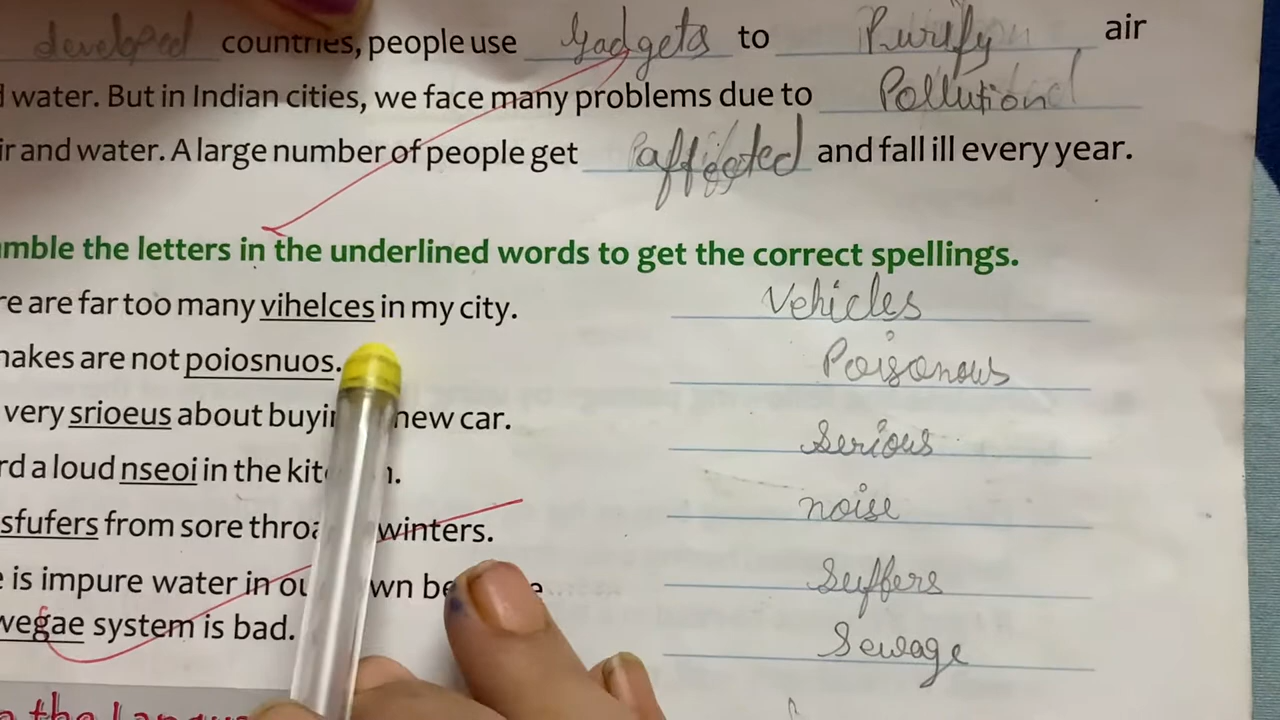 developed countries, people use Gadgets to Purify air
d water. But in Indian cities, we face many problems due to Pollution
ir and water. A large number of people get affected and fall ill every year.
amble the letters in the underlined words to get the correct spellings.
re are far too many vihelces in my city. Vehicles
nakes are not poiosnuos. Poisonous
very srioeus about buyi new car. Serious
rd a loud nseoi in the kit n. noise
sfufers from sore throa winters. Suffers
e is impure water in ou wn be e
wegae system is bad. Sewage
n the Langu